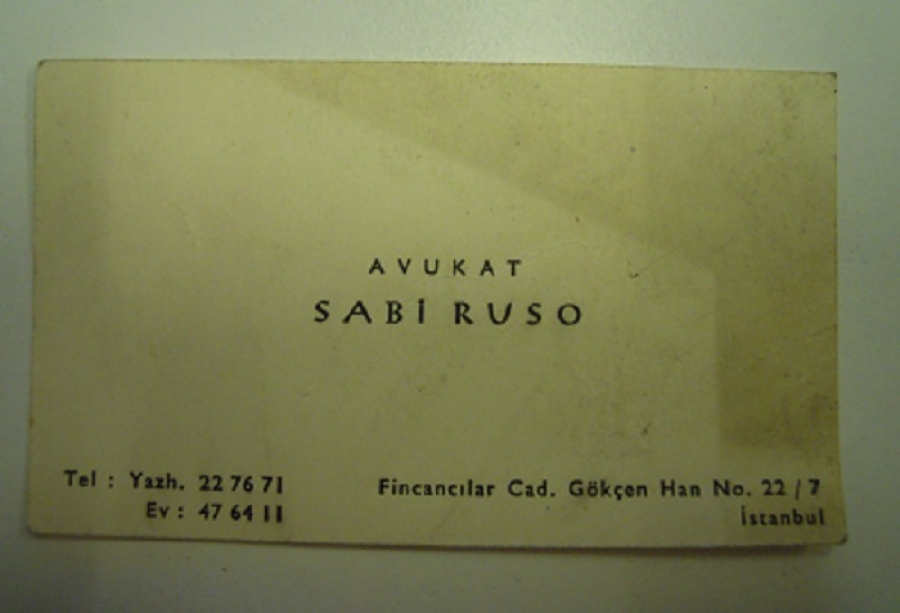 AVUKAT
SABİ RUSO
Tel : Yazh. 22 76 71
Ev : 47 64 11
Fincancılar Cad. Gökçen Han No. 22 / 7
İstanbul